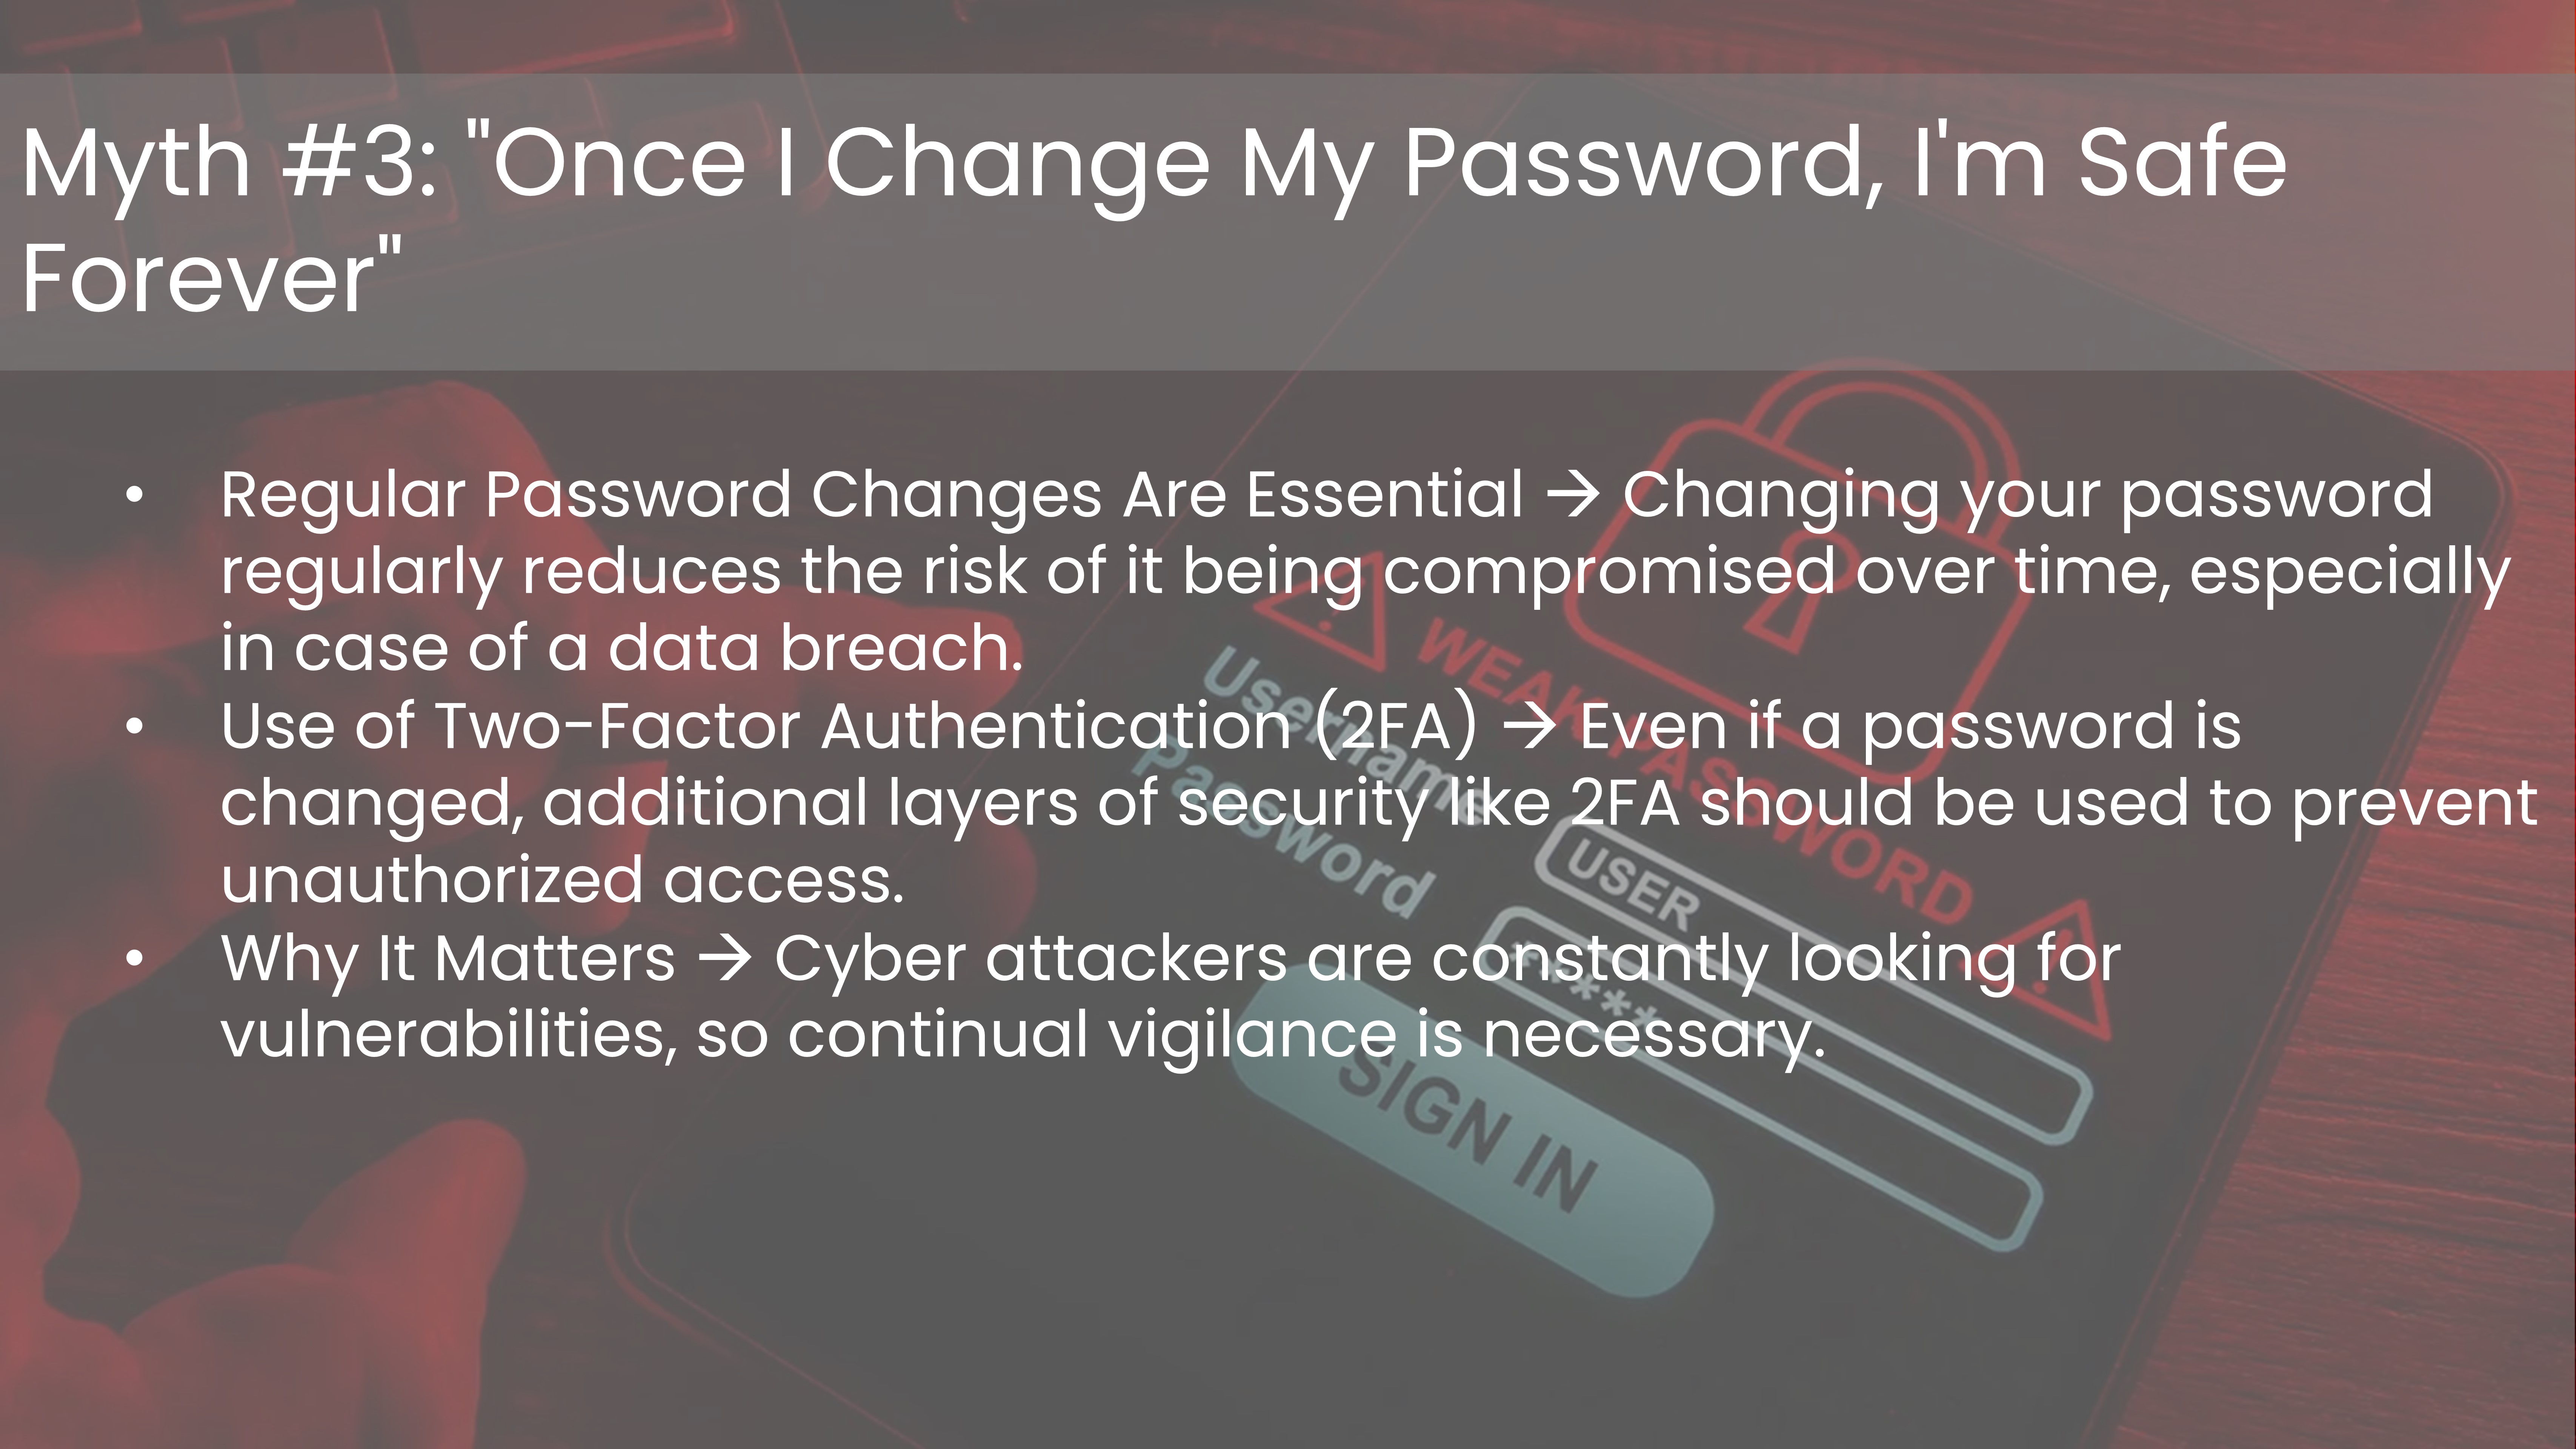 Myth #3: "Once I Change My Password, I'm Safe
Forever"
• Regular Password Changes Are Essential → Changing your password
regularly reduces the risk of it being compromised over time, especially
in case of a data breach.
• Use of Two-Factor Authentication (2FA) → Even if a password is
changed, additional layers of security like 2FA should be used to prevent
unauthorized access.
• Why It Matters → Cyber attackers are constantly looking for
vulnerabilities, so continual vigilance is necessary.
WEAK PASSWORD
Username
USER
Password
*****
SIGN IN